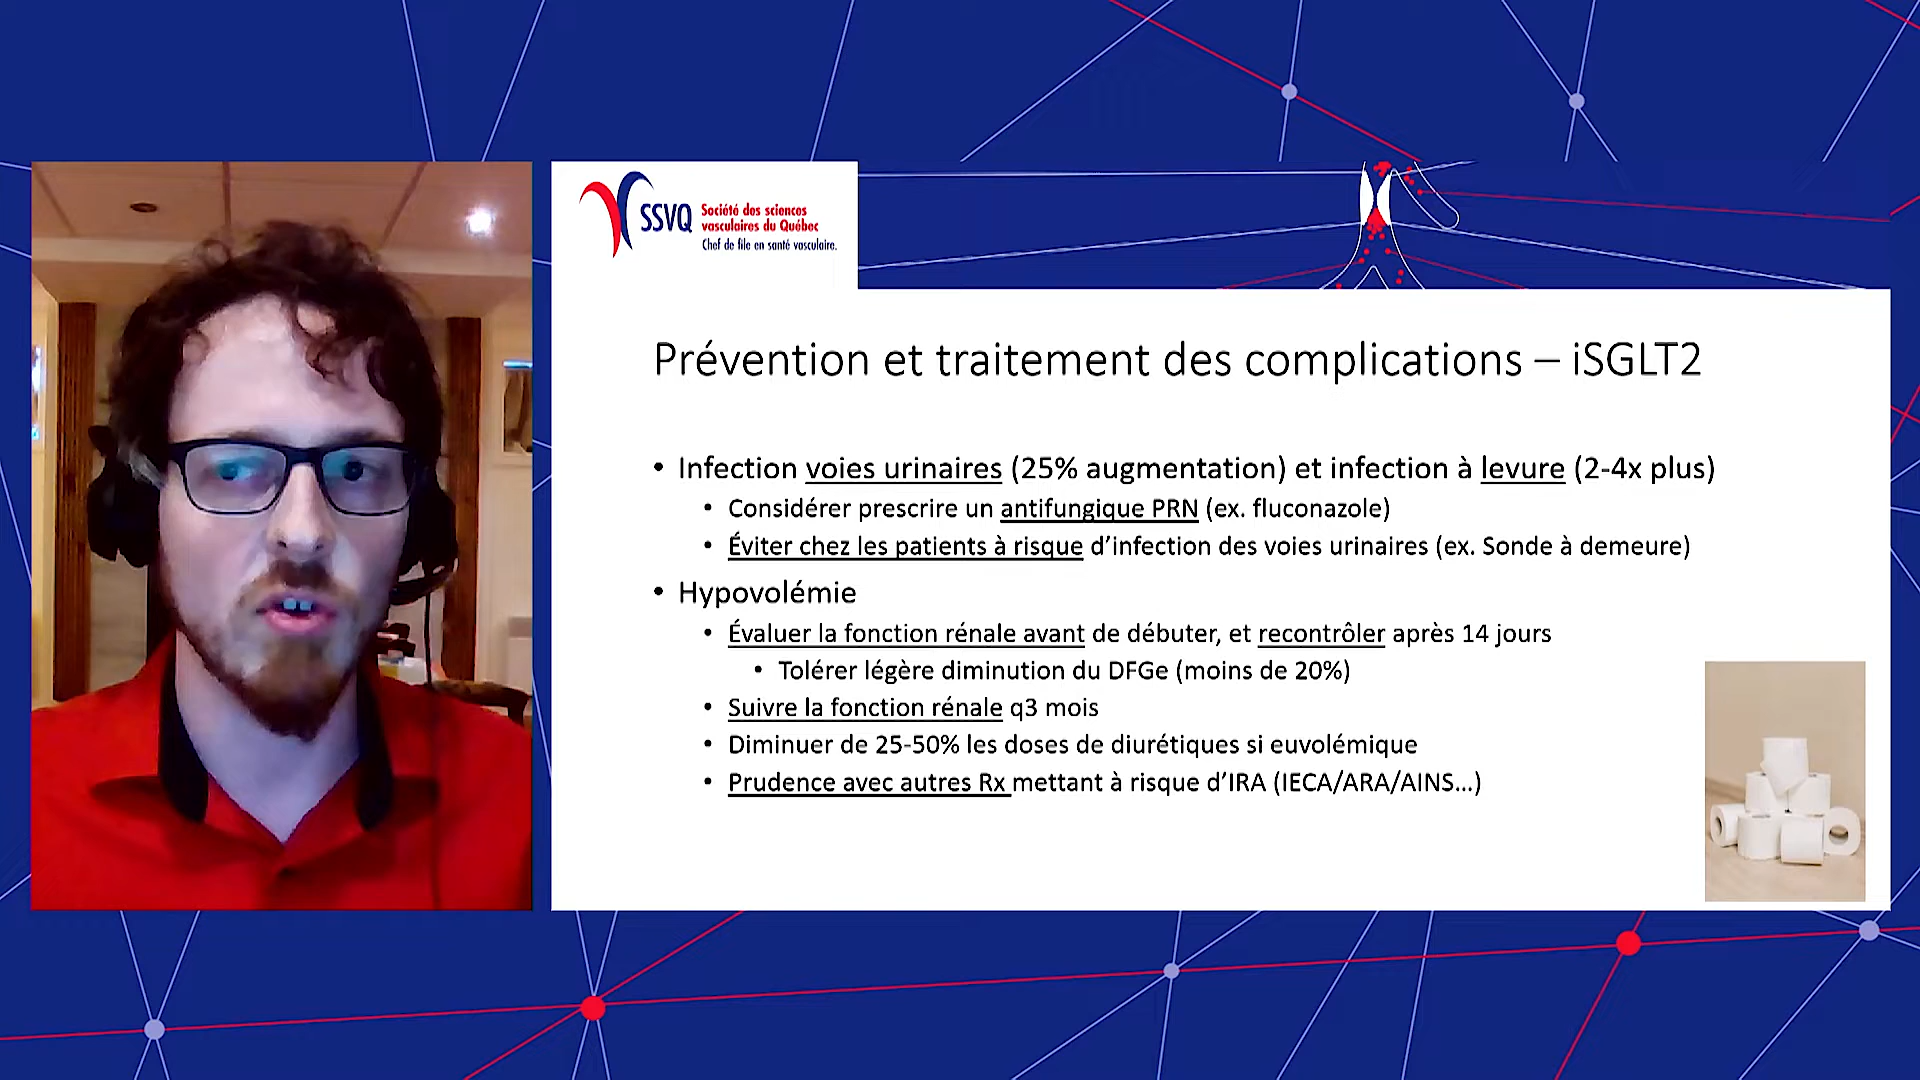 SSVQ
Société des sciences
vasculaires du Québec
Chef de file en santé vasculaire.
Prévention et traitement des complications – iSGLT2
• Infection voies urinaires (25% augmentation) et infection à levure (2-4x plus)
• Considérer prescrire un antifungique PRN (ex. fluconazole)
• Éviter chez les patients à risque d’infection des voies urinaires (ex. Sonde à demeure)
• Hypovolémie
• Évaluer la fonction rénale avant de débuter, et recontrôler après 14 jours
• Tolérer légère diminution du DFGe (moins de 20%)
• Suivre la fonction rénale q3 mois
• Diminuer de 25-50% les doses de diurétiques si euvolémique
• Prudence avec autres Rx mettant à risque d’IRA (IECA/ARA/AINS…)